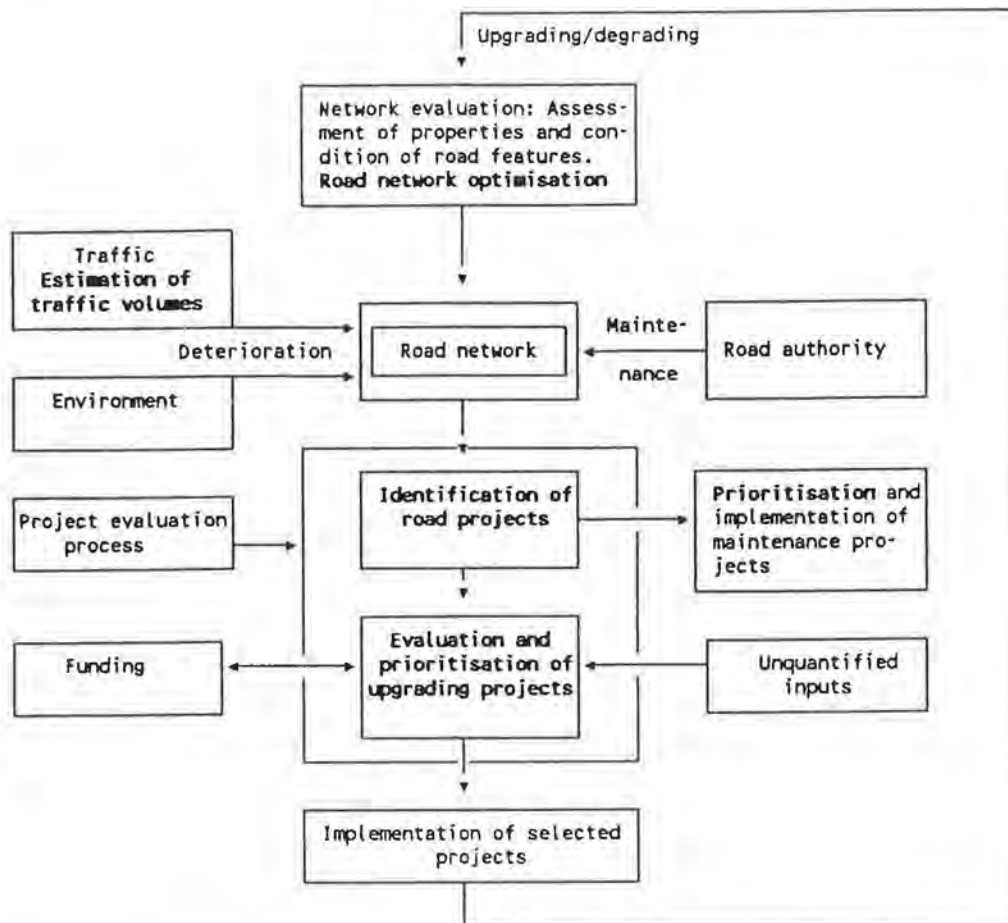 Upgrading/degrading
Network evaluation: Assess-
ment of properties and con-
dition of road features.
Road network optimisation
Traffic
Estimation of
traffic volumes
Deterioration
Environment
Road network
Mainte-
nance
Road authority
Project evaluation
process
Identification of
road projects
Prioritisation and
implementation of
maintenance pro-
jects
Funding
Evaluation and
prioritisation of
upgrading projects
Unquantified
inputs
Implementation of selected
projects